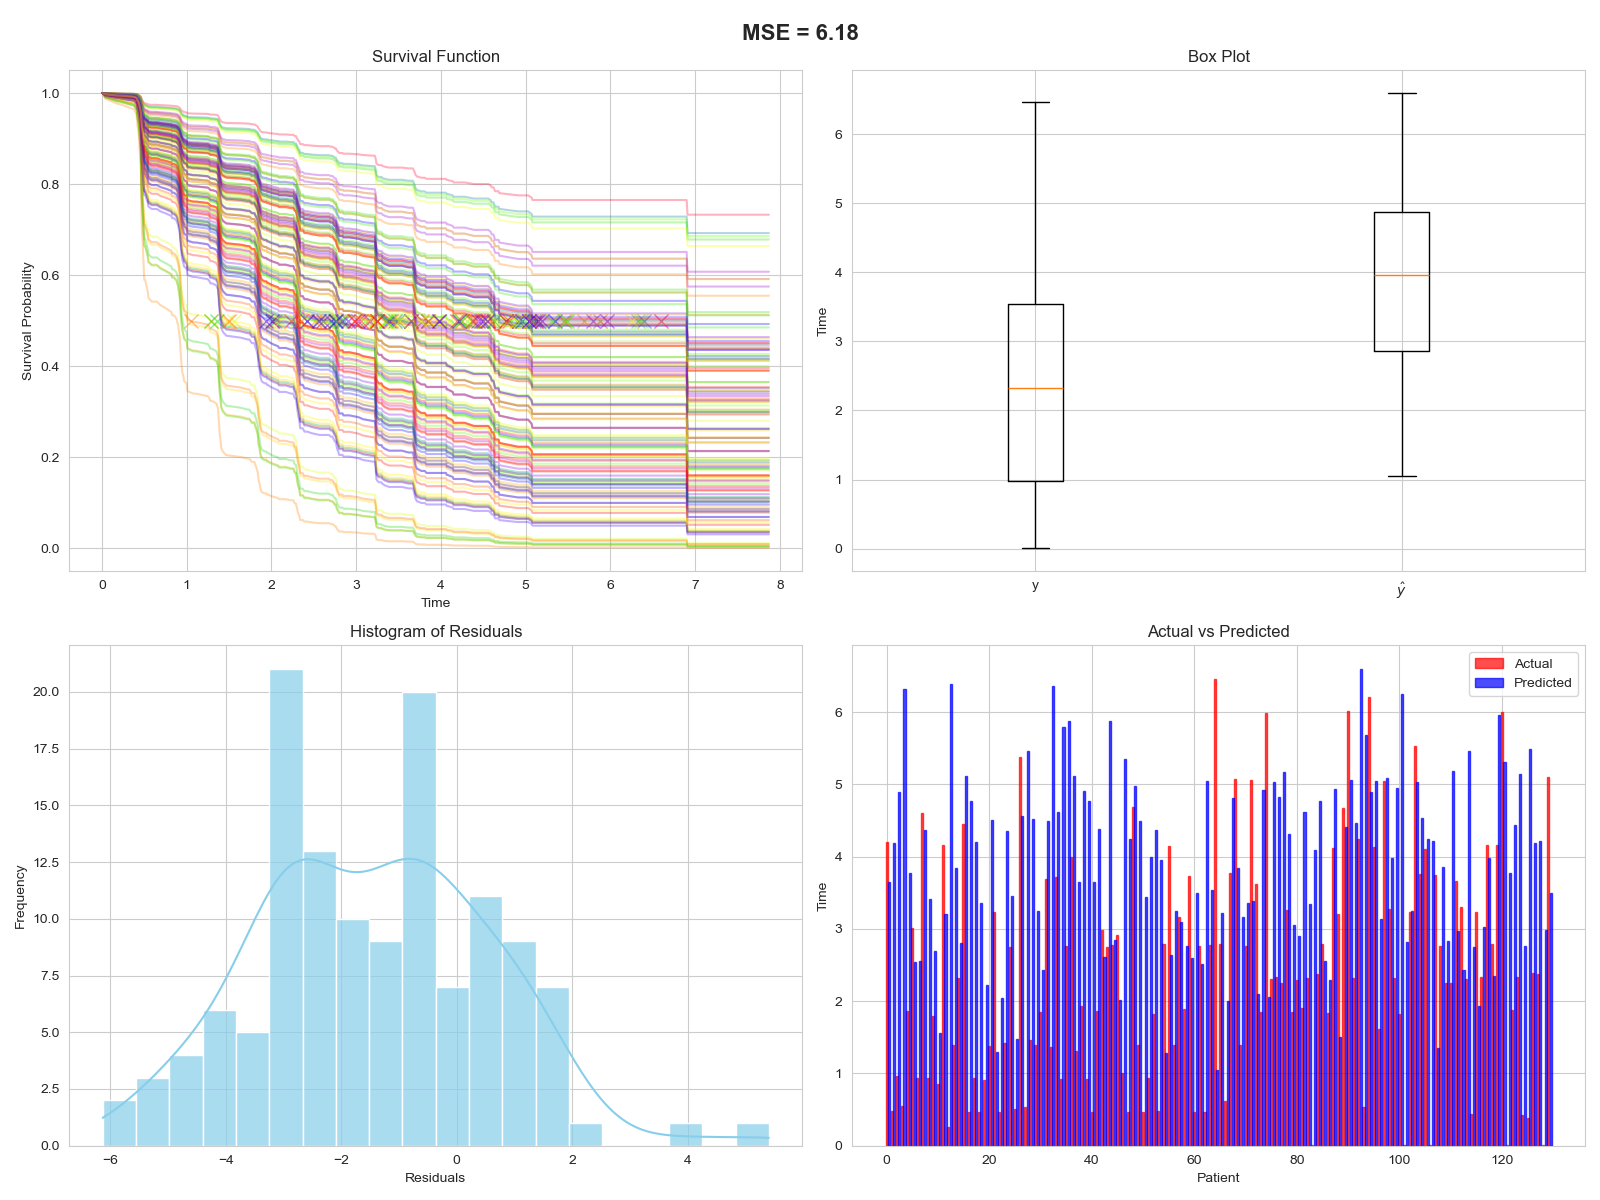 MSE = 6.18
Survival Function
Survival Probability
1.0
0.8
0.6
0.4
0.2
0.0
0 1 2 3 4 5 6 7 8
Time
Box Plot
Time
6
5
4
3
2
1
0
y ŷ
Histogram of Residuals
Frequency
20.0
17.5
15.0
12.5
10.0
7.5
5.0
2.5
0.0
−6 −4 −2 0 2 4
Residuals
Actual vs Predicted
Actual
Predicted
Time
6
5
4
3
2
1
0
0 20 40 60 80 100 120
Patient